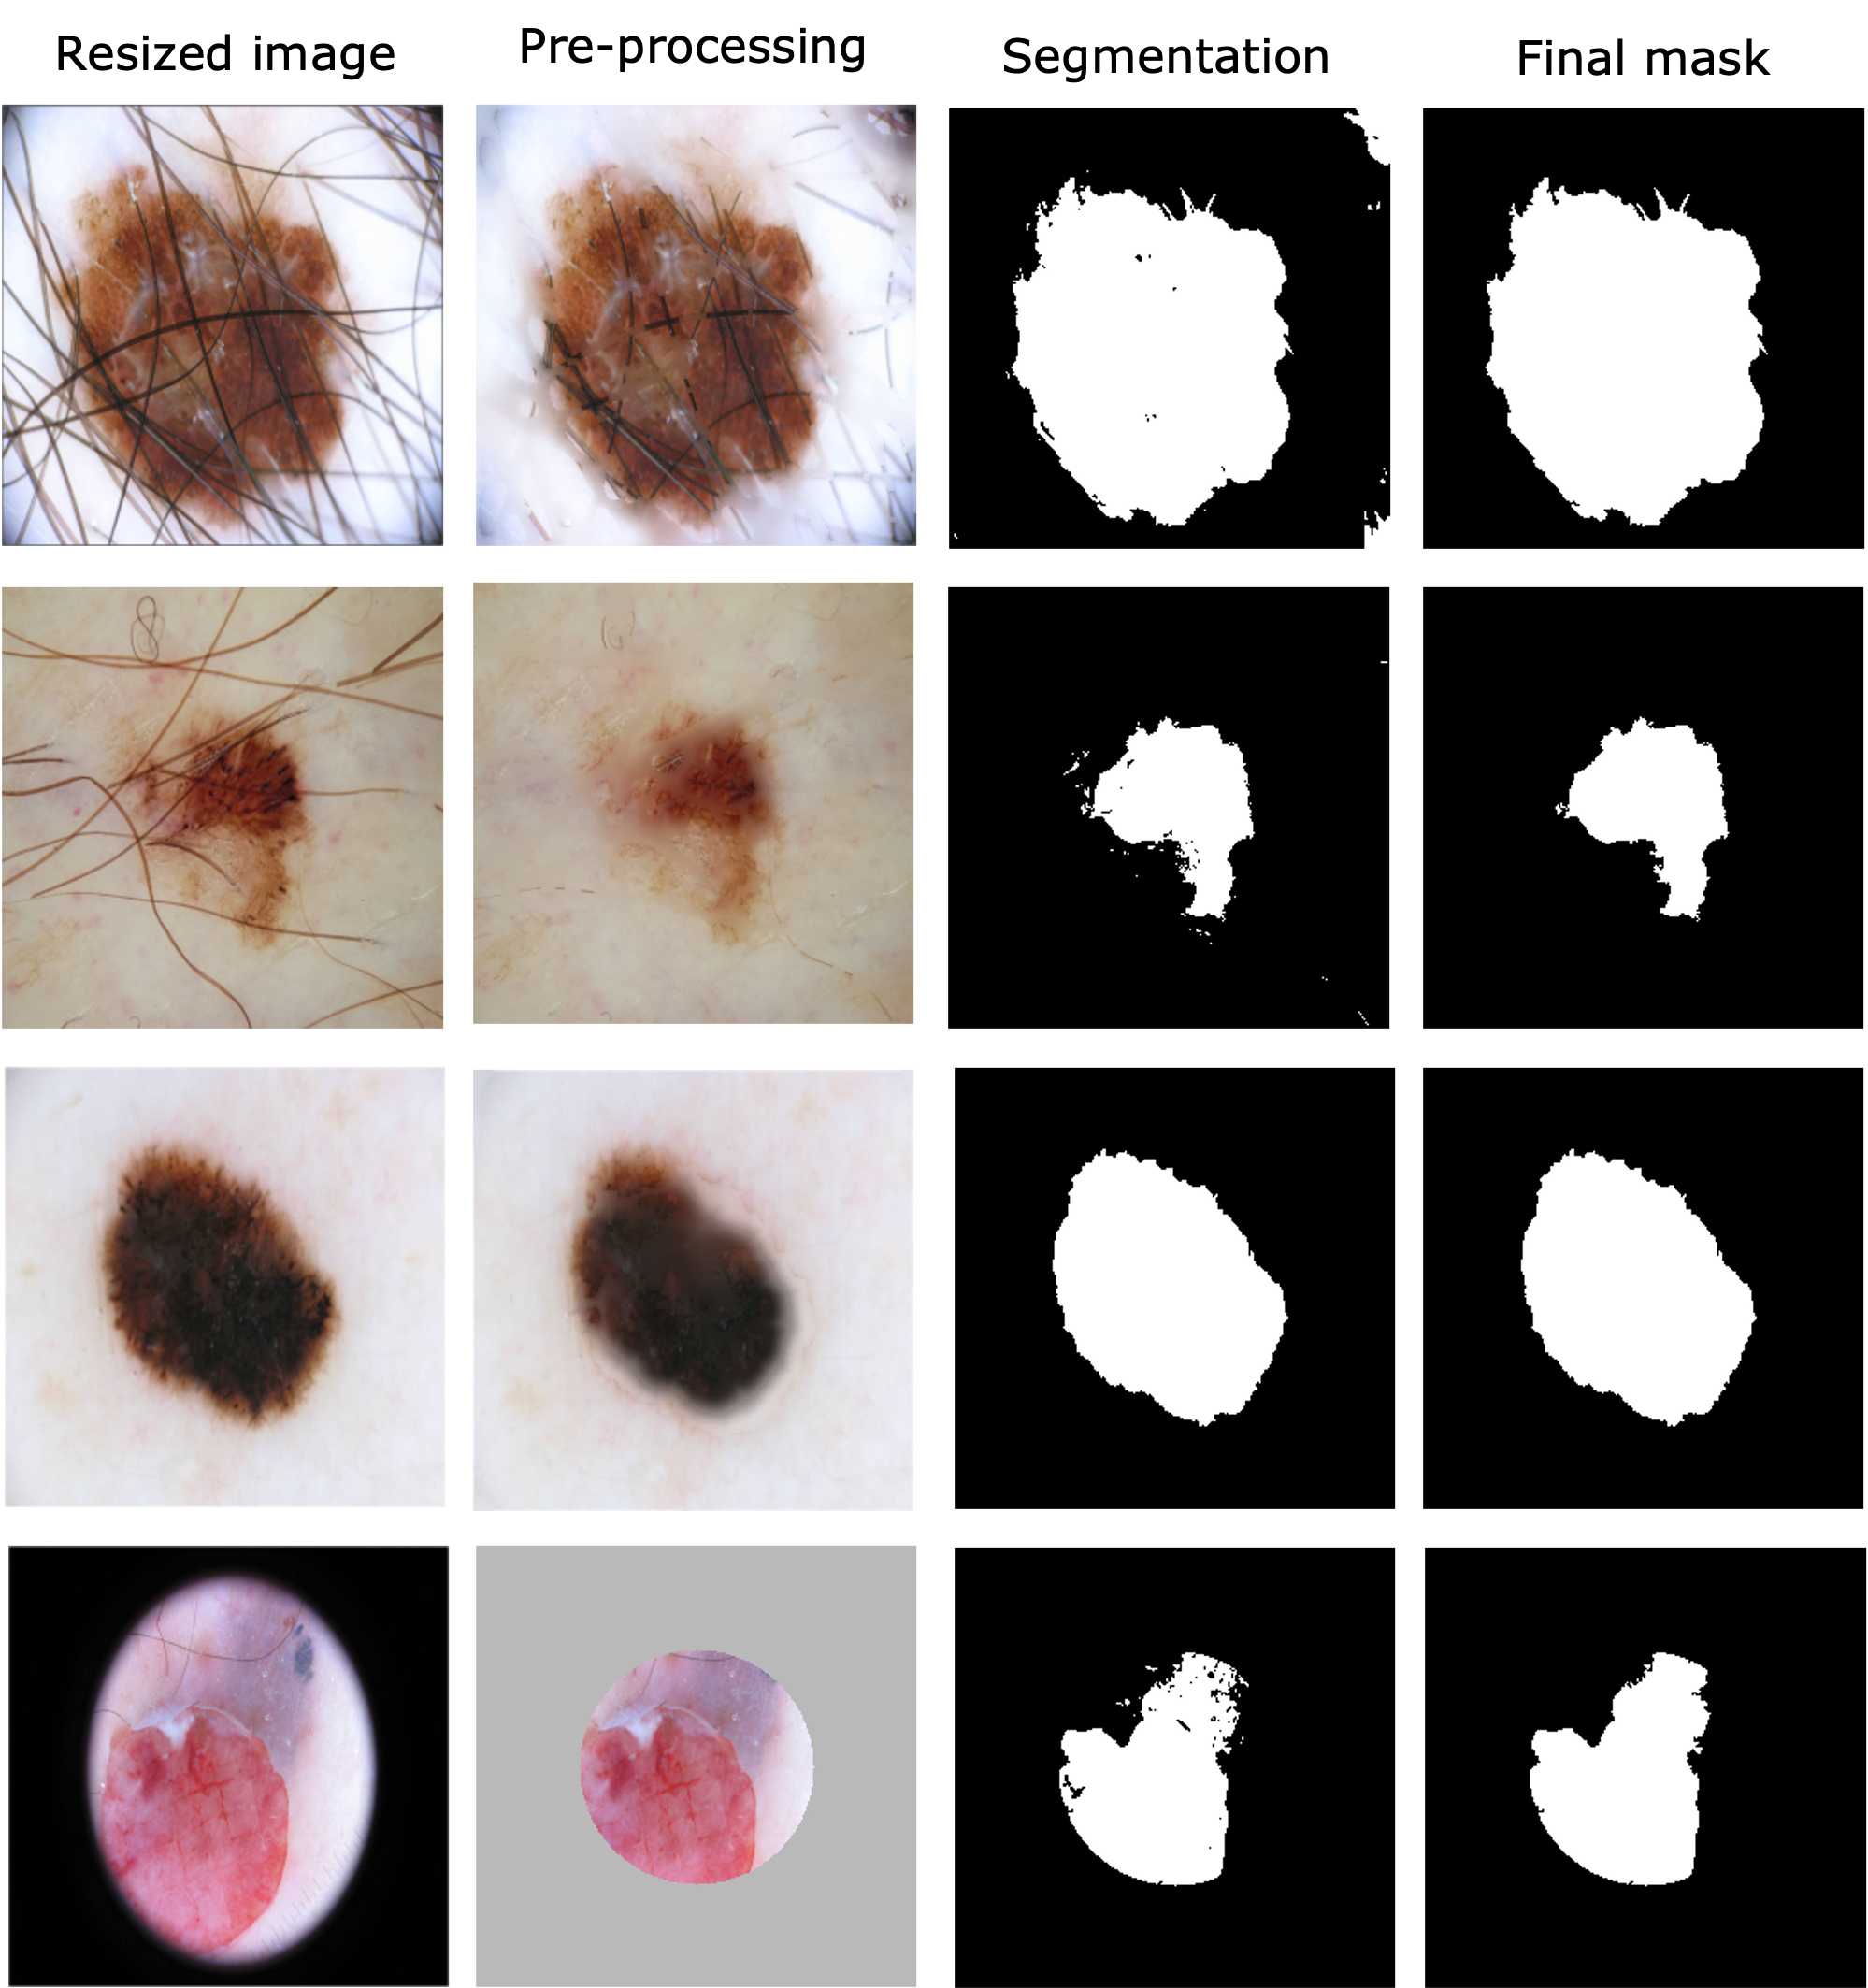 Resized image
Pre-processing
Segmentation
Final mask